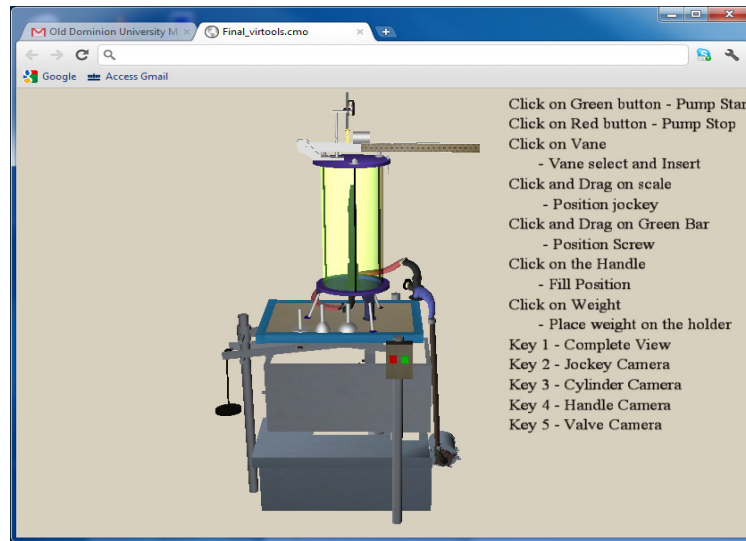 Old Dominion University M
Final_virtools.cmo
Google
Access Gmail
Click on Green button - Pump Star
Click on Red button - Pump Stop
Click on Vane
- Vane select and Insert
Click and Drag on scale
- Position jockey
Click and Drag on Green Bar
- Position Screw
Click on the Handle
- Fill Position
Click on Weight
- Place weight on the holder
Key 1 - Complete View
Key 2 - Jockey Camera
Key 3 - Cylinder Camera
Key 4 - Handle Camera
Key 5 - Valve Camera